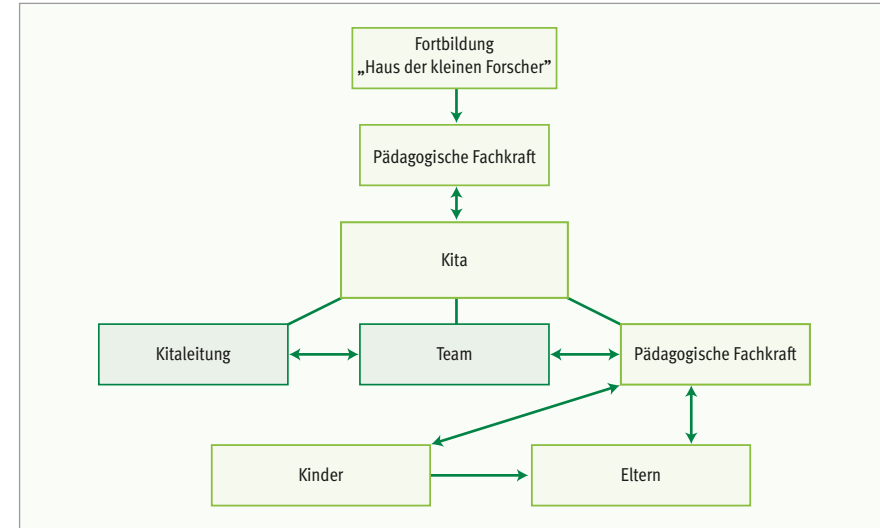 Fortbildung
„Haus der kleinen Forscher”
Pädagogische Fachkraft
Kita
Kitaleitung
Team
Pädagogische Fachkraft
Kinder
Eltern